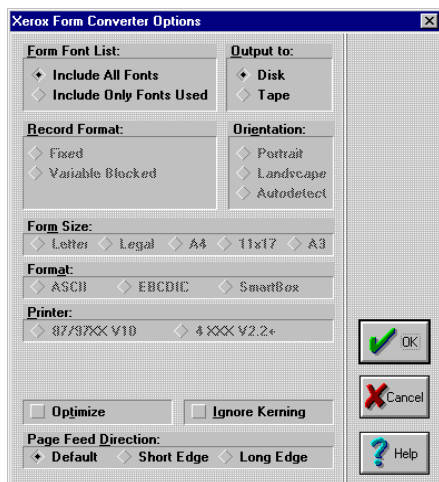 Xerox Form Converter Options
Form Font List:
Include All Fonts
Include Only Fonts Used
Output to:
Disk
Tape
Record Format:
Fixed
Variable Blocked
Orientation:
Portrait
Landscape
Autodetect
Form Size:
Letter Legal A4 11x17 A3
Format:
ASCII EBCDIC SmartBox
Printer:
87/97XX V10 4XXX V2.2+
Optimize Ignore Kerning
Page Feed Direction:
Default Short Edge Long Edge
OK
Cancel
Help